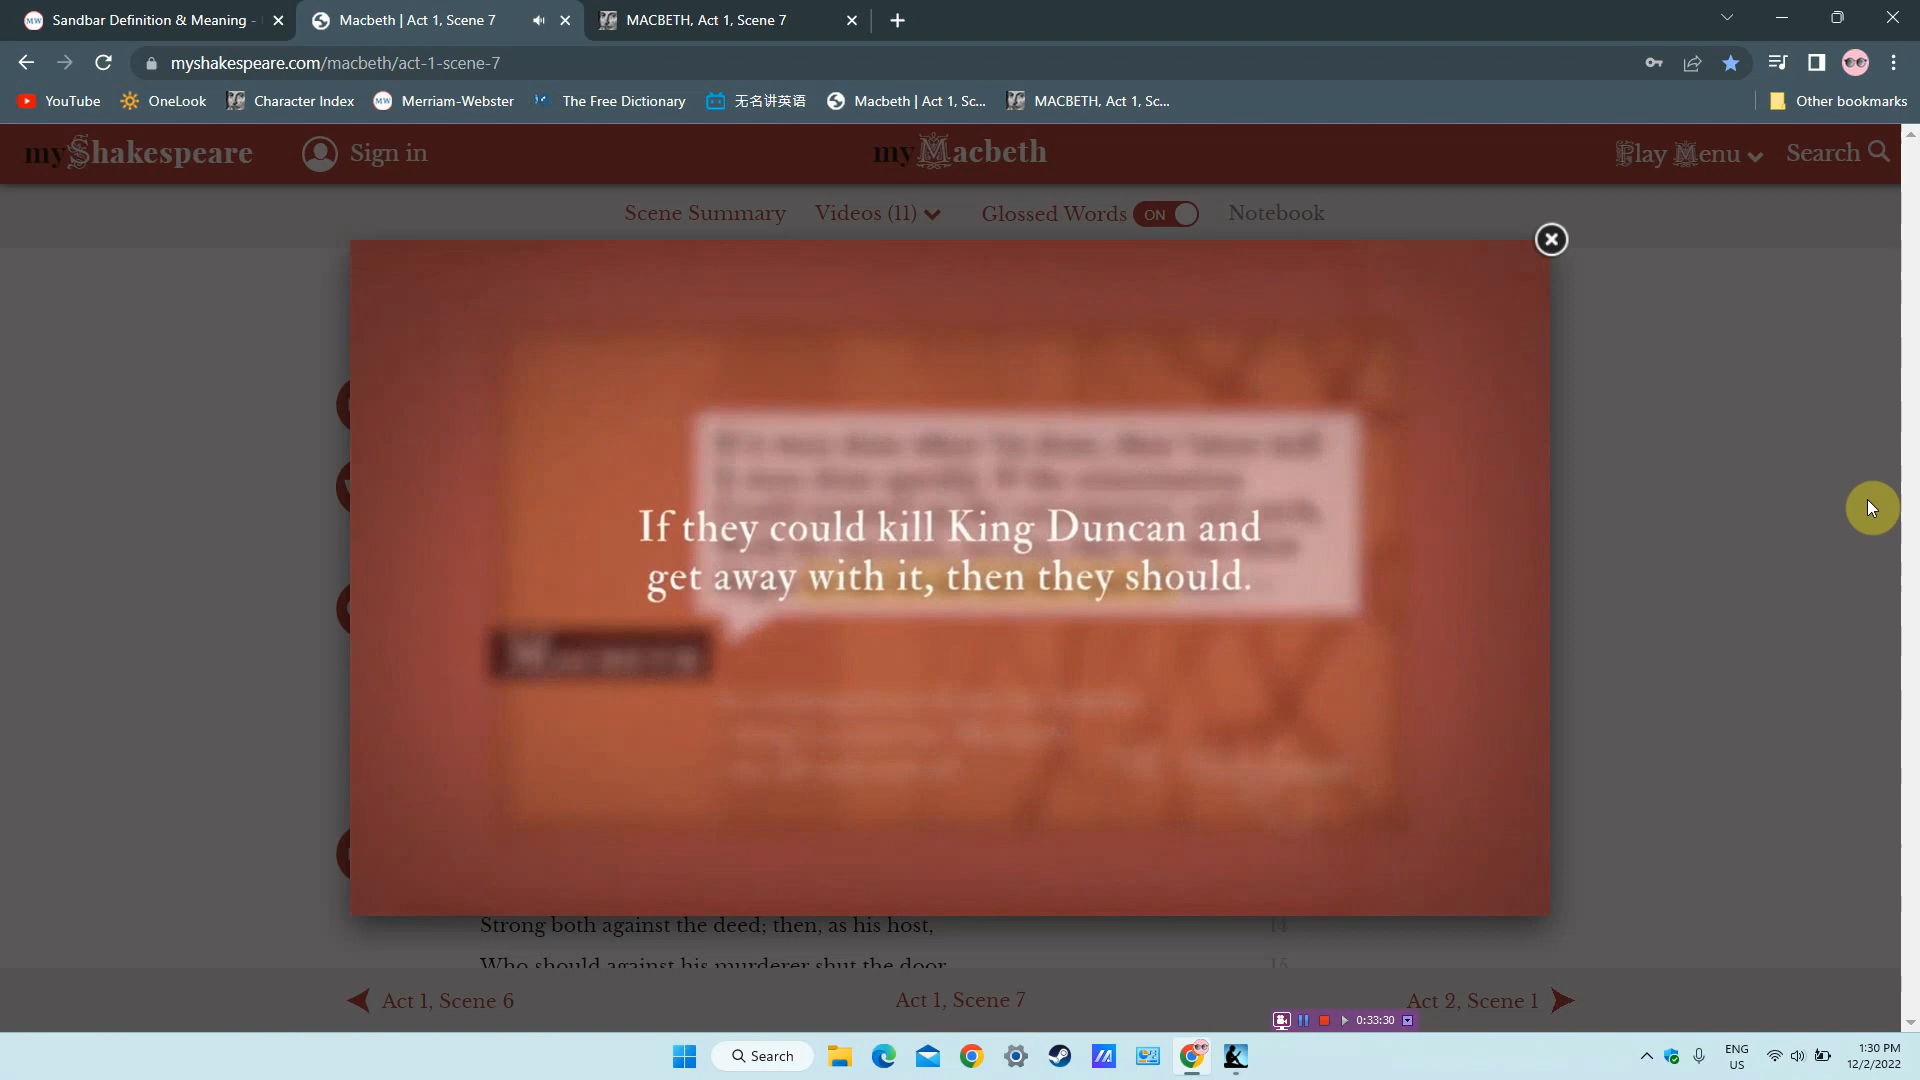 Sandbar Definition & Meaning -
Macbeth | Act 1, Scene 7
MACBETH, Act 1, Scene 7
myshakespeare.com/macbeth/act-1-scene-7
YouTube
OneLook
Character Index
Merriam-Webster
The Free Dictionary
无名讲英语
Macbeth | Act 1, Sc...
MACBETH, Act 1, Sc...
Other bookmarks
myShakespeare
Sign in
myMacbeth
Play Menu
Search
Scene Summary
Videos (11)
Glossed Words ON
Notebook
If they could kill King Duncan and
get away with it, then they should.
Strong both against the deed; then, as his host, 14
Who should against his murderer shut the door 15
Act 1, Scene 6
Act 1, Scene 7
Act 2, Scene 1
0:33:30
Search
ENG
US
1:30 PM
12/2/2022